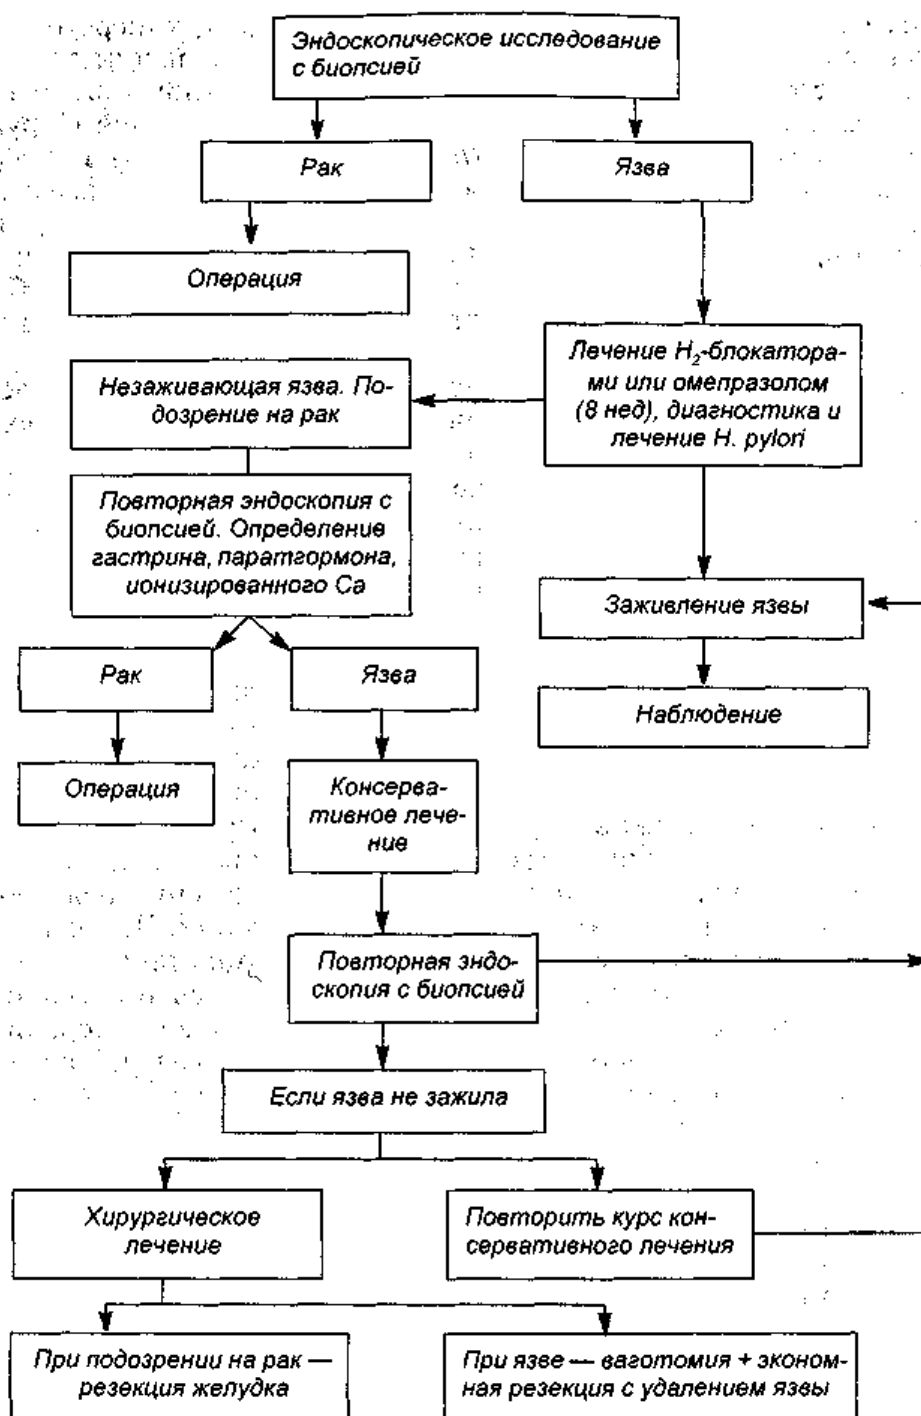 Эндоскопическое исследование
с биопсией
Рак
Язва
Операция
Лечение H₂-блокатора-
ми или омепразолом
(8 нед), диагностика и
лечение H. pylori
Незаживающая язва. По-
дозрение на рак
Повторная эндоскопия с
биопсией. Определение
гастрина, паратгормона,
ионизированного Ca
Заживление язвы
Рак
Язва
Наблюдение
Операция
Консерва-
тивное лече-
ние
Повторная эндо-
скопия с биопсией
Если язва не зажила
Хирургическое
лечение
Повторить курс кон-
сервативного лечения
При подозрении на рак —
резекция желудка
При язве — ваготомия + эконом-
ная резекция с удалением язвы